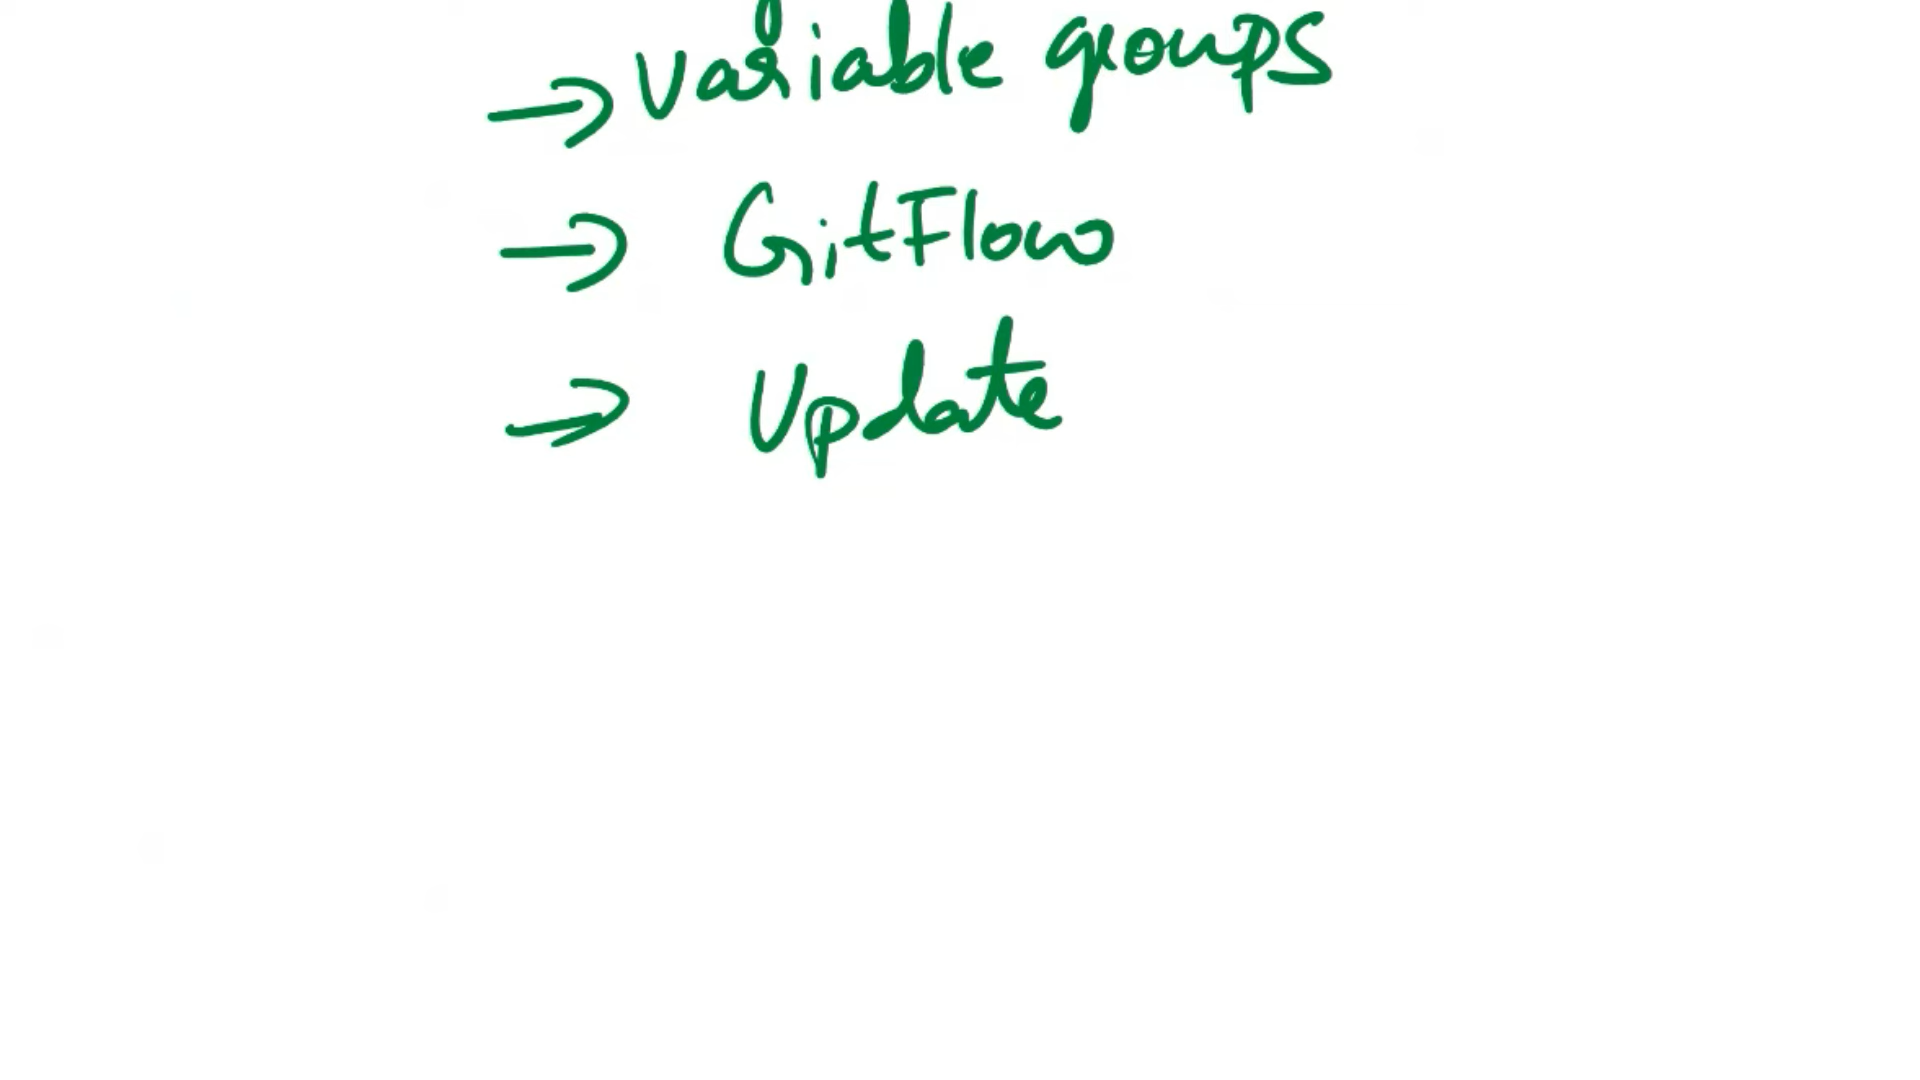 → Variable groups
→ GitFlow
→ Update